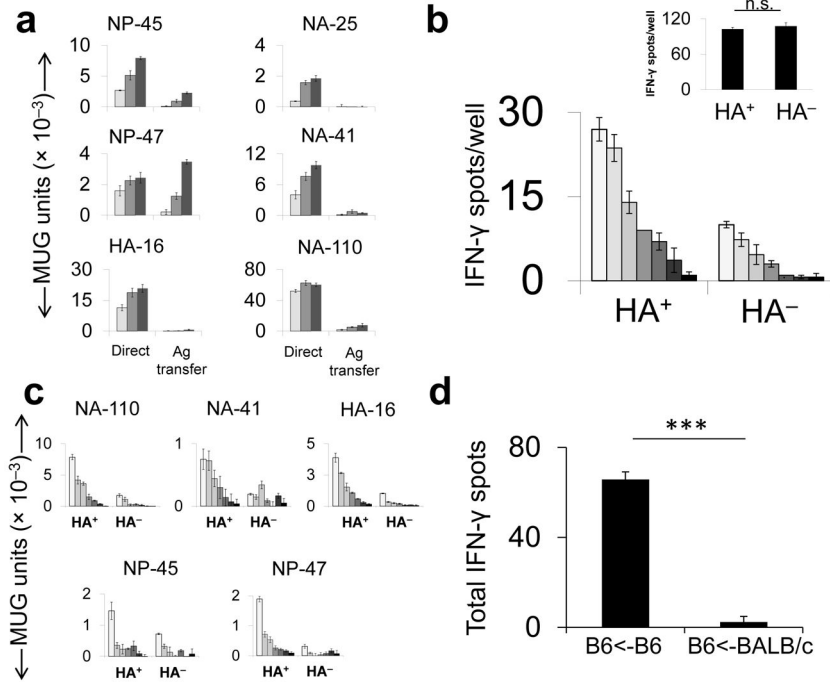 a
NP-45
NA-25
8
6
4
2
0
4
2
0
NP-47
NA-41
4
2
0
12
6
0
HA-16
NA-110
30
15
0
80
40
0
Direct
Ag
transfer
Direct
Ag
transfer
MUG units (× 10⁻³)
b
n.s.
IFN-γ spots/well
120
60
0
HA⁺
HA⁻
IFN-γ spots/well
30
15
0
HA⁺
HA⁻
c
MUG units (× 10⁻³)
NA-110
NA-41
HA-16
10
5
0
1
0
5
3
0
HA⁺
HA⁻
HA⁺
HA⁻
HA⁺
HA⁻
NP-45
NP-47
2
1
0
2
1
0
HA⁺
HA⁻
HA⁺
HA⁻
d
***
Total IFN-γ spots
80
40
0
B6<-B6
B6<-BALB/c